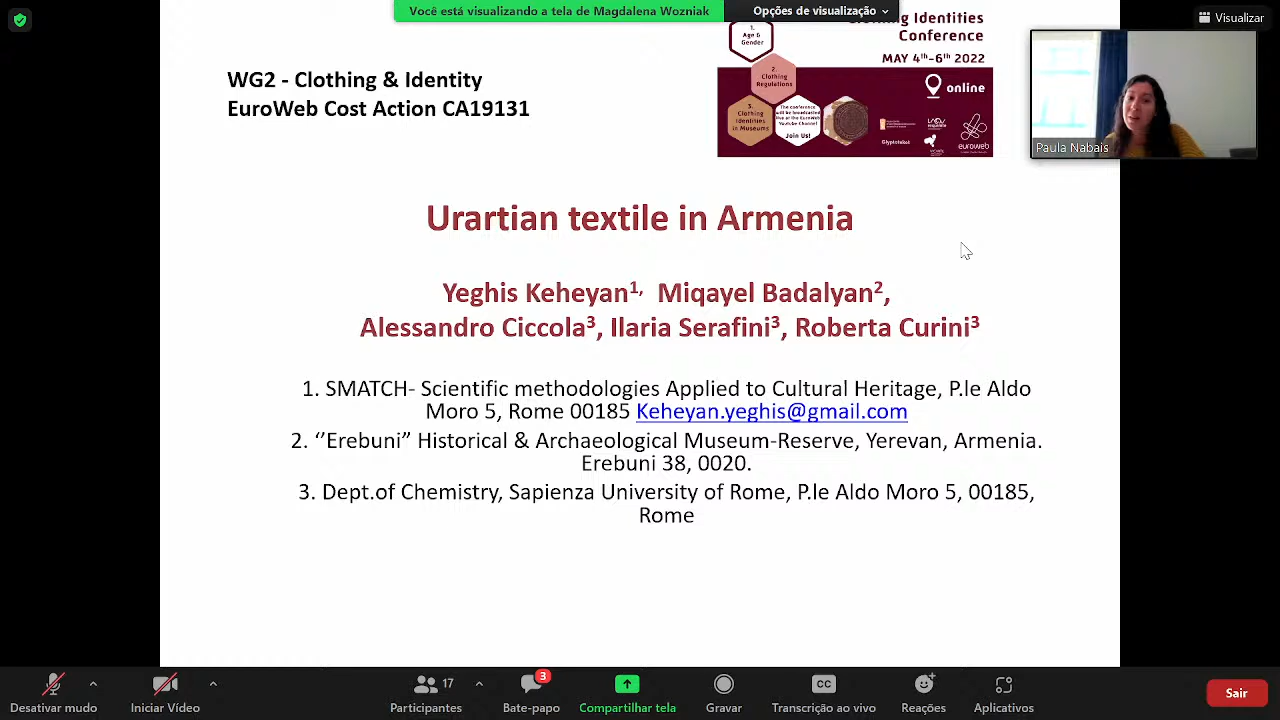 Você está visualizando a tela de Magdalena Wozniak
Opções de visualização
Visualizar
WG2 - Clothing & Identity
EuroWeb Cost Action CA19131
Clothing Identities
Conference
MAY 4th-6th 2022
1.
Age &
Gender
2.
Clothing
Regulations
3.
Clothing
Identities
in Museums
The conference
will be broadcasted
live at the EuroWeb
Youtube Channel
Join Us!
online
Glyptoteket
euroweb
Paula Nabais
Urartian textile in Armenia
Yeghis Keheyan1, Miqayel Badalyan2,
Alessandro Ciccola3, Ilaria Serafini3, Roberta Curini3
1. SMATCH- Scientific methodologies Applied to Cultural Heritage, P.le Aldo
Moro 5, Rome 00185 Keheyan.yeghis@gmail.com
2. ‘’Erebuni” Historical & Archaeological Museum-Reserve, Yerevan, Armenia.
Erebuni 38, 0020.
3. Dept.of Chemistry, Sapienza University of Rome, P.le Aldo Moro 5, 00185,
Rome
Desativar mudo
Iniciar Vídeo
17
Participantes
3
Bate-papo
Compartilhar tela
Gravar
CC
Transcrição ao vivo
Reações
Aplicativos
Sair